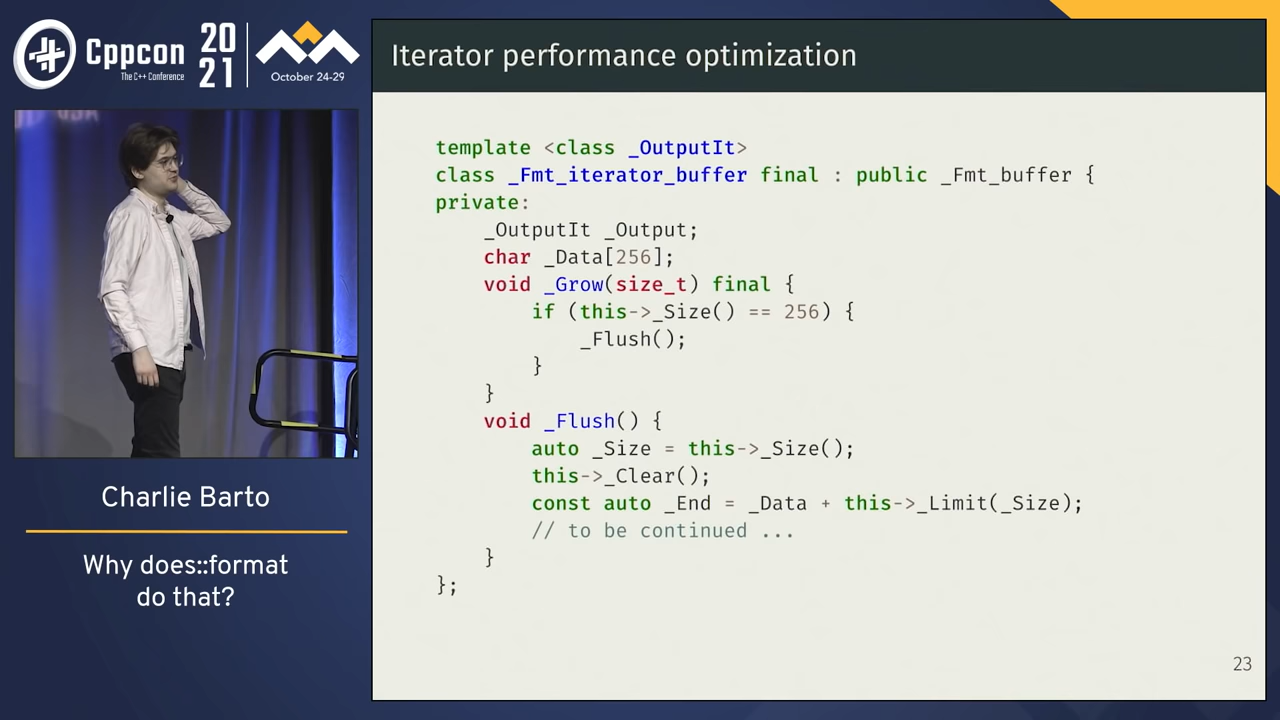 Cppcon
The C++ Conference
20
21
October 24-29
Charlie Barto
Why does::format
do that?
Iterator performance optimization
template <class _OutputIt>
class _Fmt_iterator_buffer final : public _Fmt_buffer {
private:
    _OutputIt _Output;
    char _Data[256];
    void _Grow(size_t) final {
        if (this->_Size() == 256) {
            _Flush();
        }
    }
    void _Flush() {
        auto _Size = this->_Size();
        this->_Clear();
        const auto _End = _Data + this->_Limit(_Size);
        // to be continued ...
    }
};
23